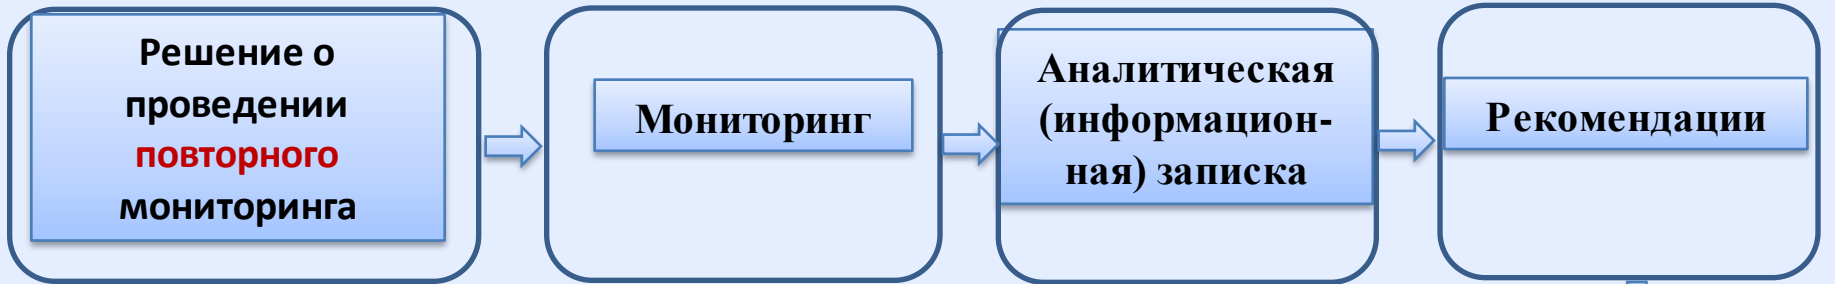 Решение о
проведении
повторного
мониторинга
Мониторинг
Аналитическая
(информацион-
ная) записка
Рекомендации